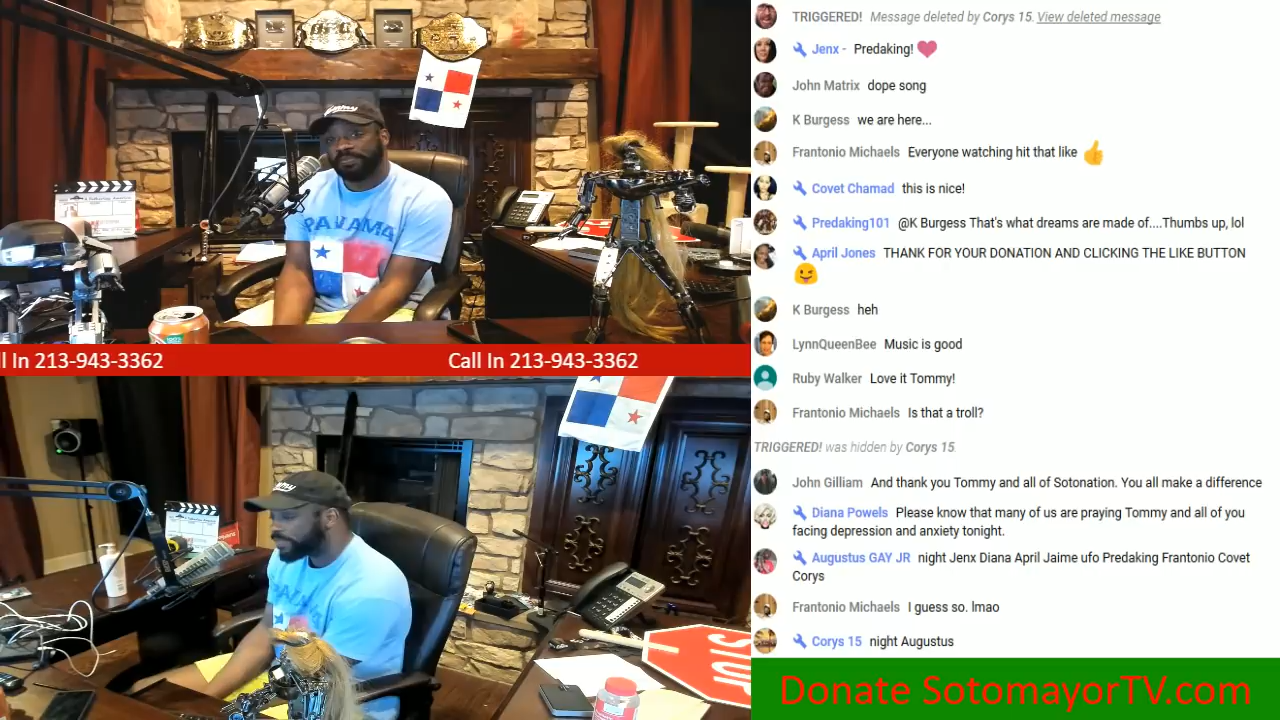 PANAMA
ll In 213-943-3362
Call In 213-943-3362
STOP
TRIGGERED! Message deleted by Corys 15. View deleted message
Jenx - Predaking!
John Matrix dope song
K Burgess we are here...
Frantonio Michaels Everyone watching hit that like
Covet Chamad this is nice!
Predaking101 @K Burgess That's what dreams are made of....Thumbs up, lol
April Jones THANK FOR YOUR DONATION AND CLICKING THE LIKE BUTTON
K Burgess heh
LynnQueenBee Music is good
Ruby Walker Love it Tommy!
Frantonio Michaels Is that a troll?
TRIGGERED! was hidden by Corys 15.
John Gilliam And thank you Tommy and all of Sotonation. You all make a difference
Diana Powels Please know that many of us are praying Tommy and all of you
facing depression and anxiety tonight.
Augustus GAY JR night Jenx Diana April Jaime ufo Predaking Frantonio Covet
Corys
Frantonio Michaels I guess so. lmao
Corys 15 night Augustus
Donate SotomayorTV.com